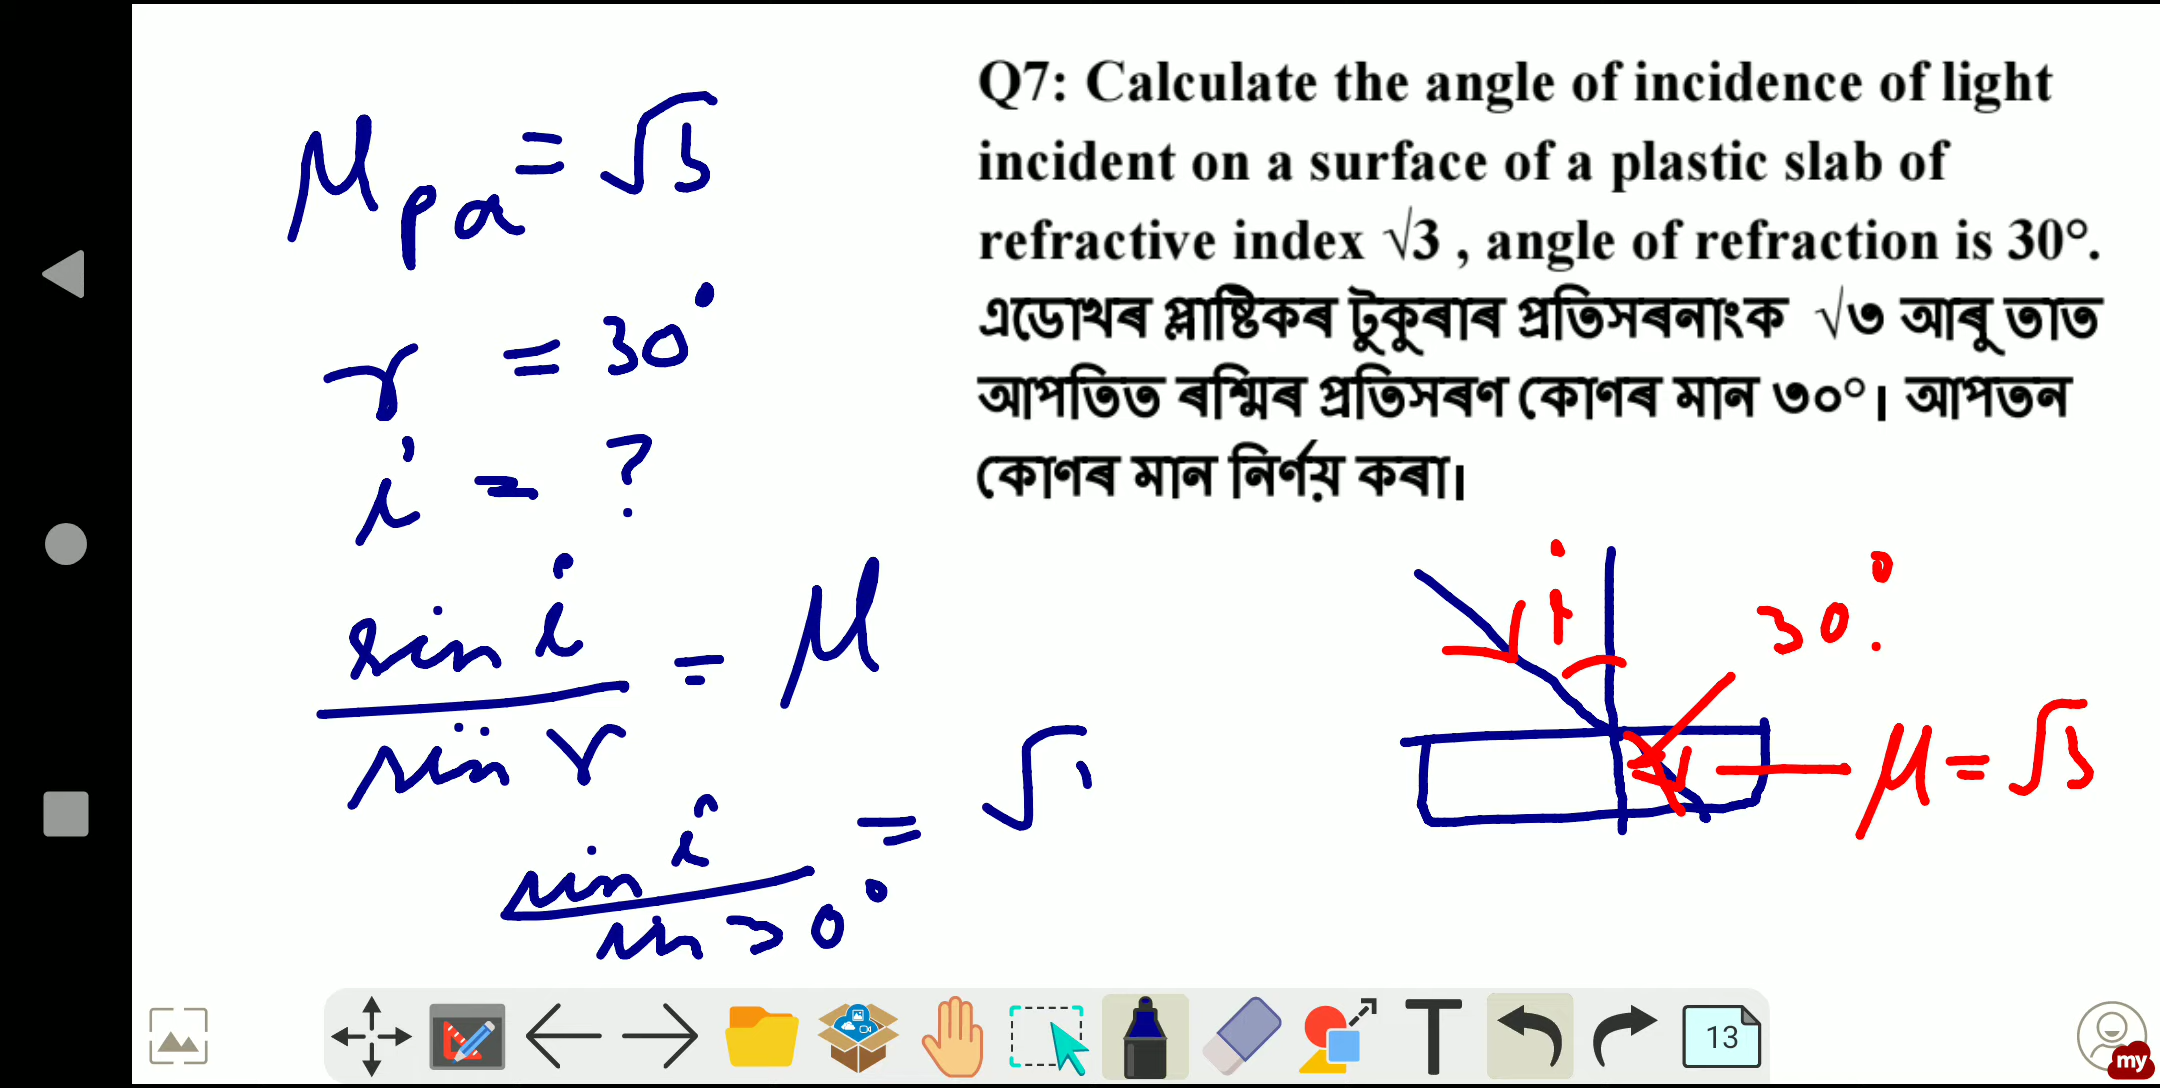 μpa = √3
r = 30°
i = ?
sin i / sin r = μ
sin i / sin 30° = √
Q7: Calculate the angle of incidence of light
incident on a surface of a plastic slab of
refractive index √3 , angle of refraction is 30°.
এডোখৰ প্লাষ্টিকৰ টুকুৰাৰ প্ৰতিসৰনাংক √৩ আৰু তাত
আপতিত ৰশ্মিৰ প্ৰতিসৰণ কোণৰ মান ৩০°। আপতন
কোণৰ মান নিৰ্ণয় কৰা।
i
30°.
μ = √3
T
13
my